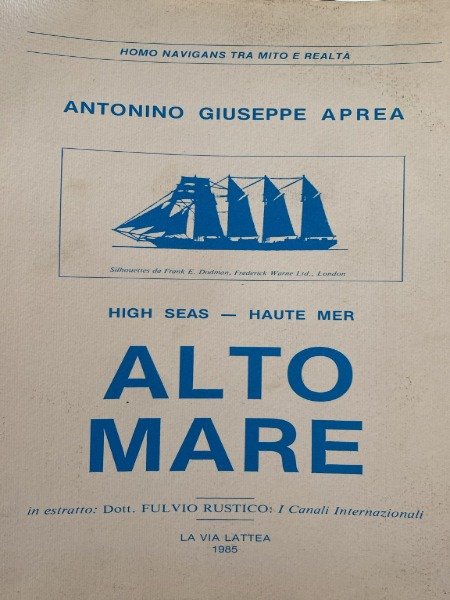 HOMO NAVIGANS TRA MITO E REALTÀ
ANTONINO GIUSEPPE APREA
Silhouettes da Frank E. Dodman, Frederick Warne Ltd., London
HIGH SEAS — HAUTE MER
ALTO
MARE
in estratto: Dott. FULVIO RUSTICO: I Canali Internazionali
LA VIA LATTEA
1985